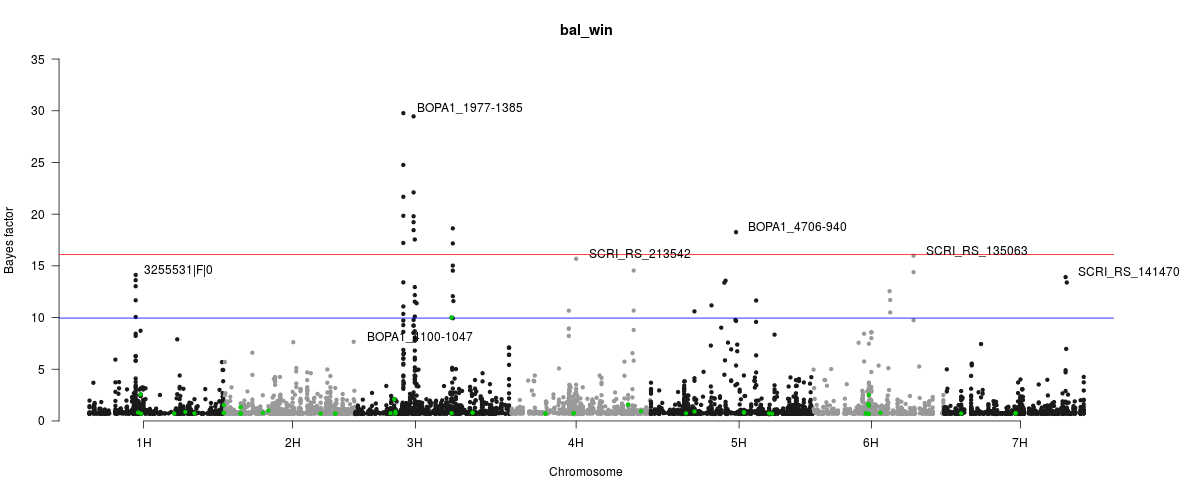 bal_win
35
30
25
20
15
10
5
0
Bayes factor
BOPA1_1977-1385
BOPA1_4706-940
SCRI_RS_213542
SCRI_RS_135063
3255531|F|0
SCRI_RS_141470
1H
2H
3H
4H
5H
6H
7H
Chromosome